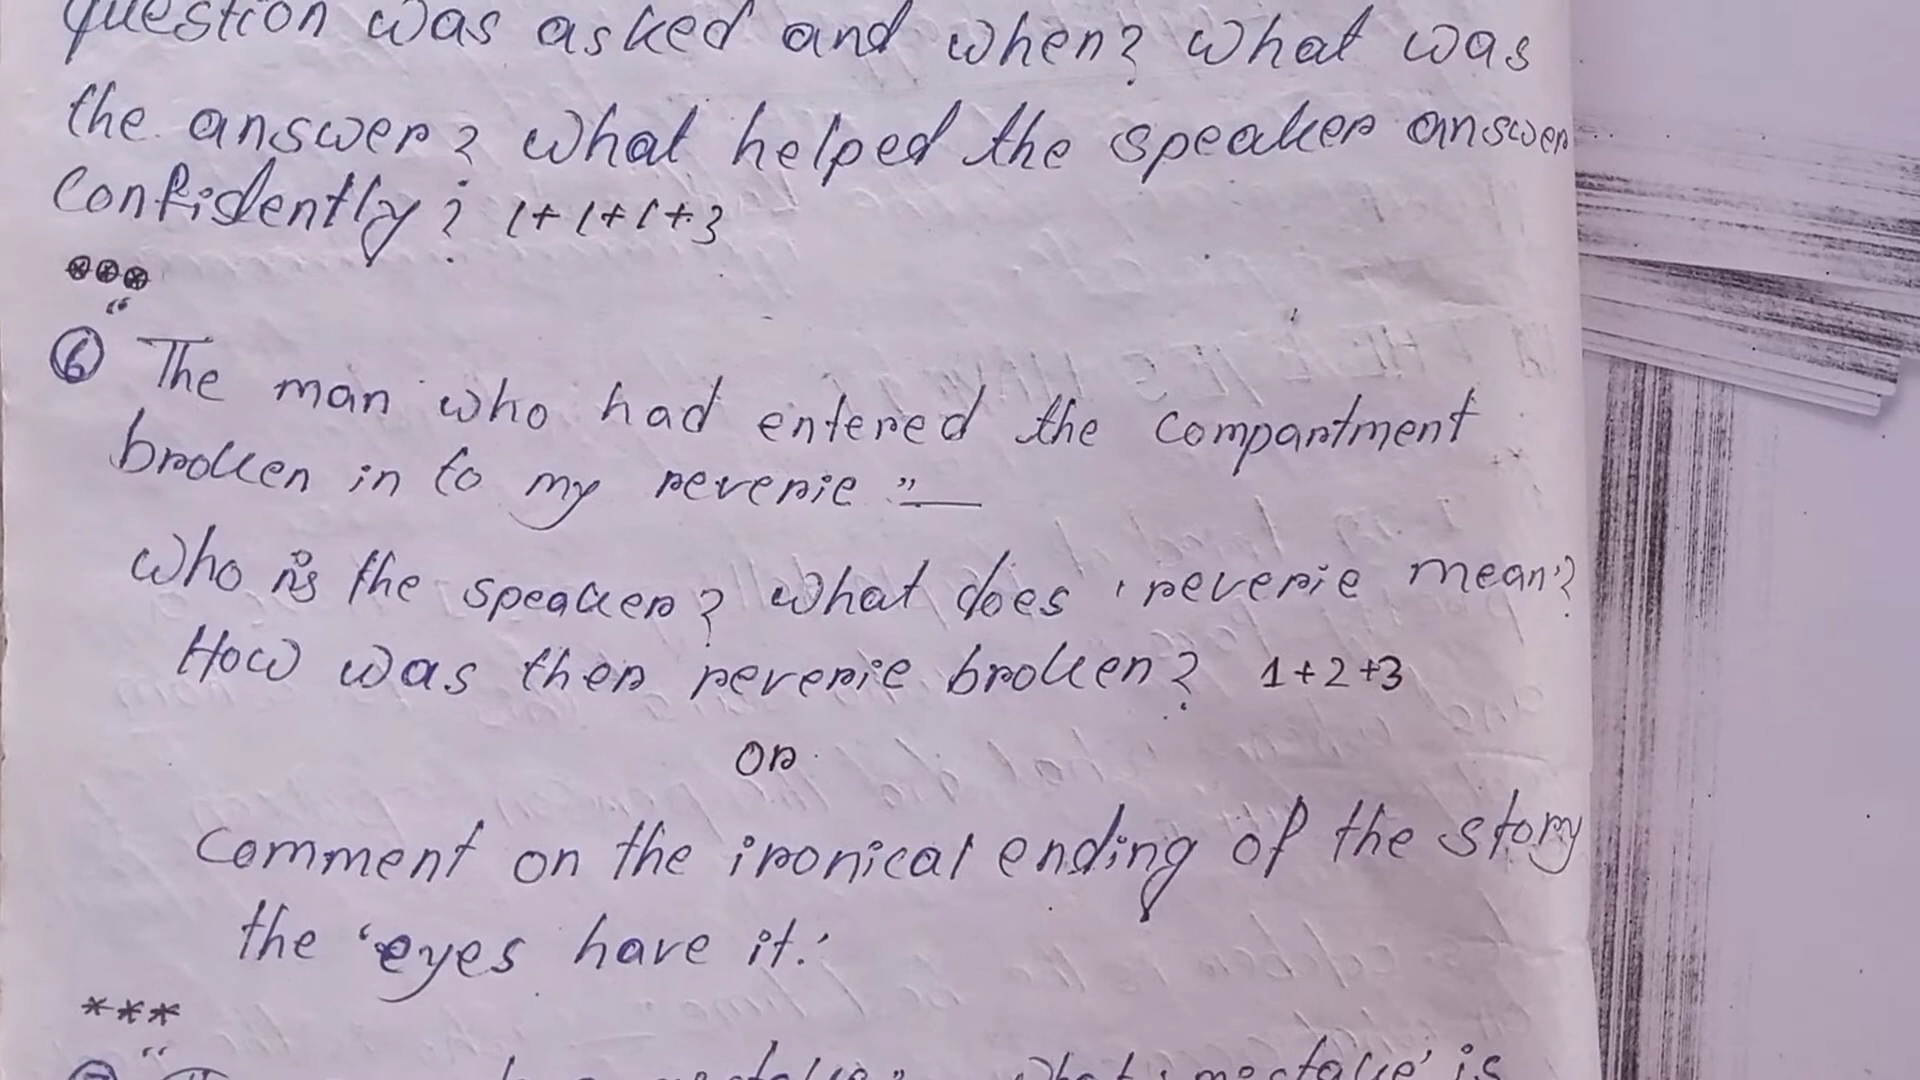 question was asked and when? what was
the answer? what helped the speaker answer
Confidently? 1+1+1+3
⊛⊛⊛
“
⑥ The man who had entered the compartment
broken in to my reverie” —
who is the speaker? what does 'reverie mean'?
How was then reverie broken? 1+2+3
OR
Comment on the ironical ending of the story
the 'eyes have it.'
***
“